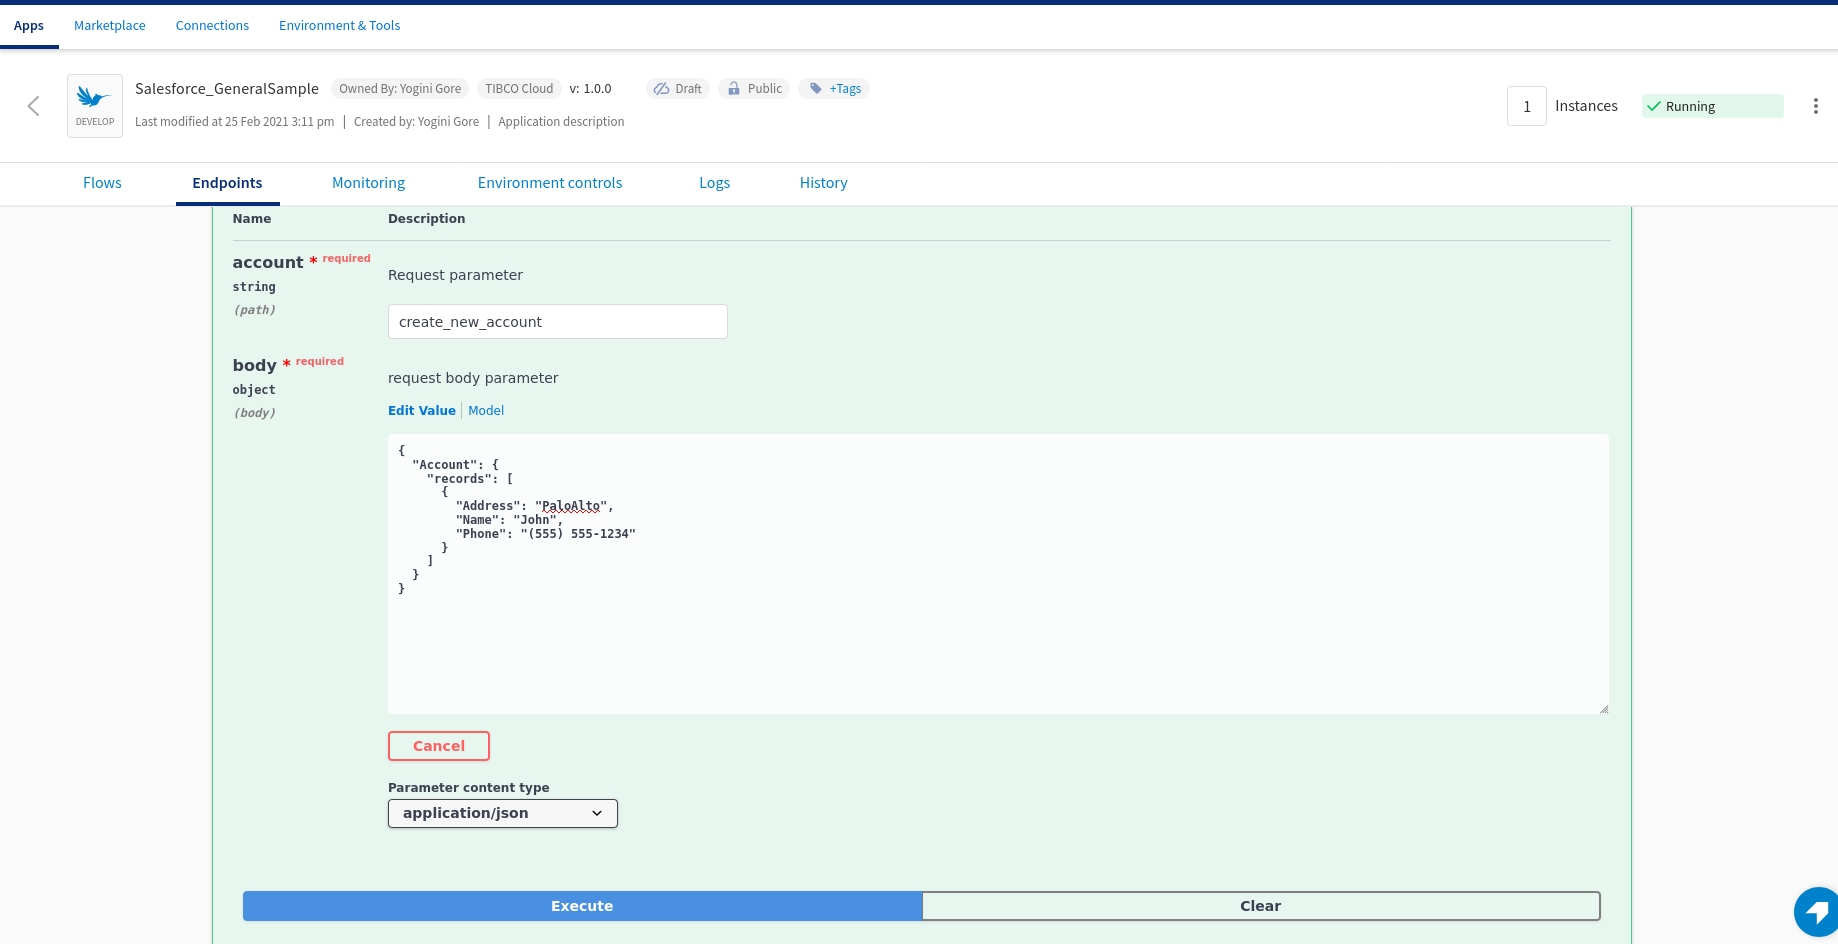 Apps Marketplace Connections Environment & Tools
Salesforce_GeneralSample Owned By: Yogini Gore TIBCO Cloud v: 1.0.0 Draft Public +Tags
DEVELOP
Last modified at 25 Feb 2021 3:11 pm | Created by: Yogini Gore | Application description
1 Instances Running
Flows Endpoints Monitoring Environment controls Logs History
Name Description
account * required
string
(path)
Request parameter
create_new_account
body * required
object
(body)
request body parameter
Edit Value | Model
{
  "Account": {
    "records": [
      {
        "Address": "PaloAlto",
        "Name": "John",
        "Phone": "(555) 555-1234"
      }
    ]
  }
}
Cancel
Parameter content type
application/json
Execute Clear